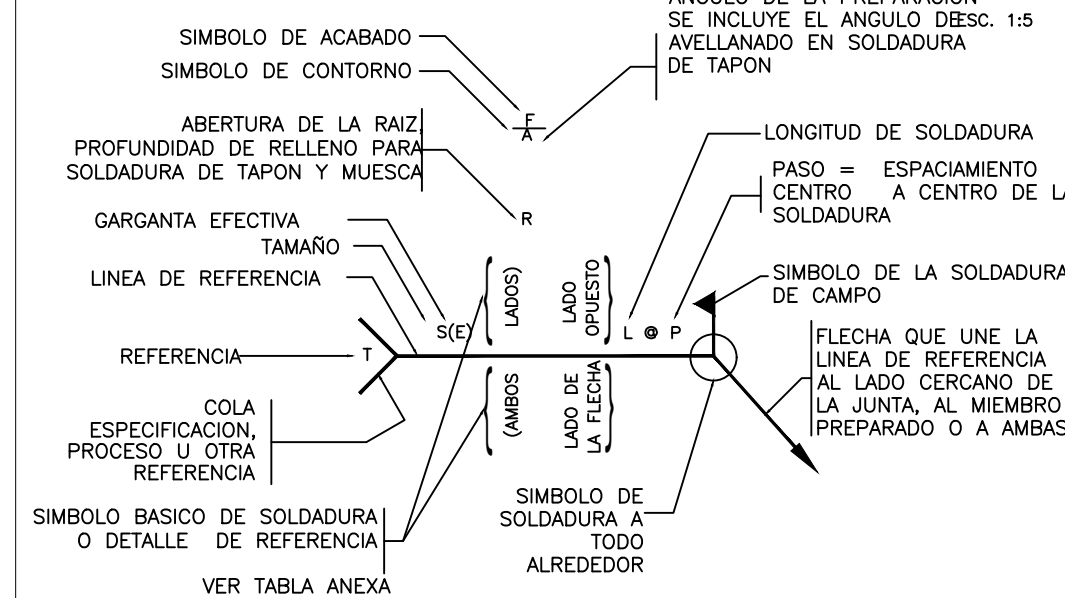 ANGULO DE LA PREPARACION
SE INCLUYE EL ANGULO DE
ESC. 1:5
AVELLANADO EN SOLDADURA
DE TAPON
SIMBOLO DE ACABADO
SIMBOLO DE CONTORNO
F
A
ABERTURA DE LA RAIZ,
PROFUNDIDAD DE RELLENO PARA
SOLDADURA DE TAPON Y MUESCA
R
LONGITUD DE SOLDADURA
PASO = ESPACIAMIENTO
CENTRO A CENTRO DE LA
SOLDADURA
GARGANTA EFECTIVA
TAMAÑO
LINEA DE REFERENCIA
S(E)
LADOS)
LADO
OPUESTO
L @ P
SIMBOLO DE LA SOLDADURA
DE CAMPO
REFERENCIA
T
(AMBOS
LADO DE
LA FLECHA
FLECHA QUE UNE LA
LINEA DE REFERENCIA
AL LADO CERCANO DE
LA JUNTA, AL MIEMBRO
PREPARADO O A AMBAS
COLA
ESPECIFICACION,
PROCESO U OTRA
REFERENCIA
SIMBOLO BASICO DE SOLDADURA
O DETALLE DE REFERENCIA
VER TABLA ANEXA
SIMBOLO DE
SOLDADURA A
TODO
ALREDEDOR